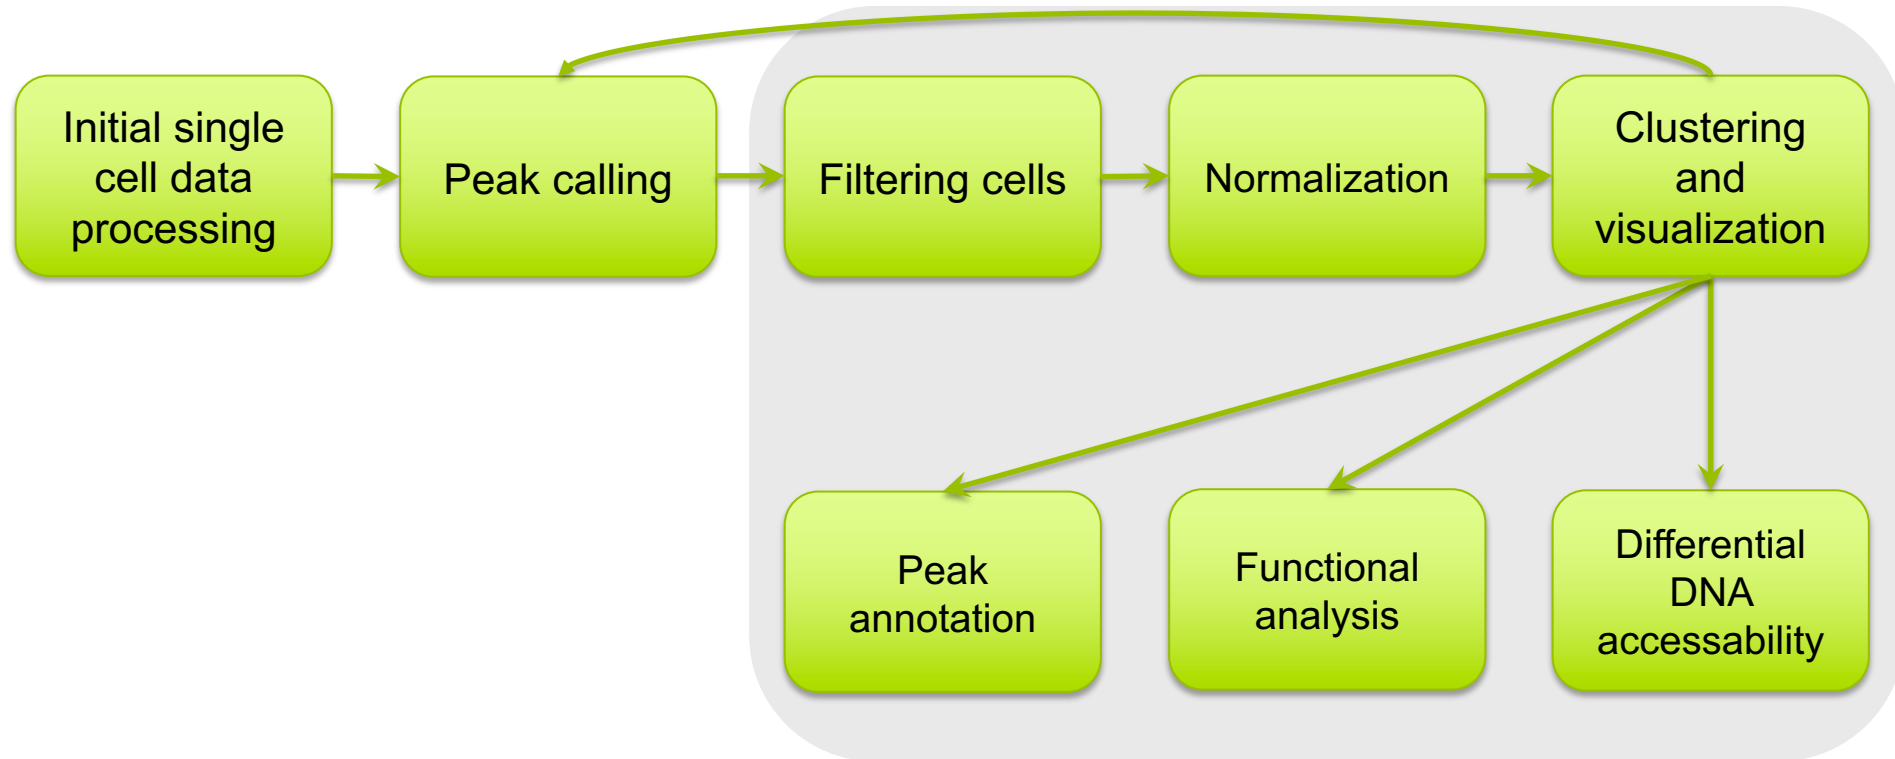 Initial single
cell data
processing
Peak calling
Filtering cells
Normalization
Clustering
and
visualization
Peak
annotation
Functional
analysis
Differential
DNA
accessability